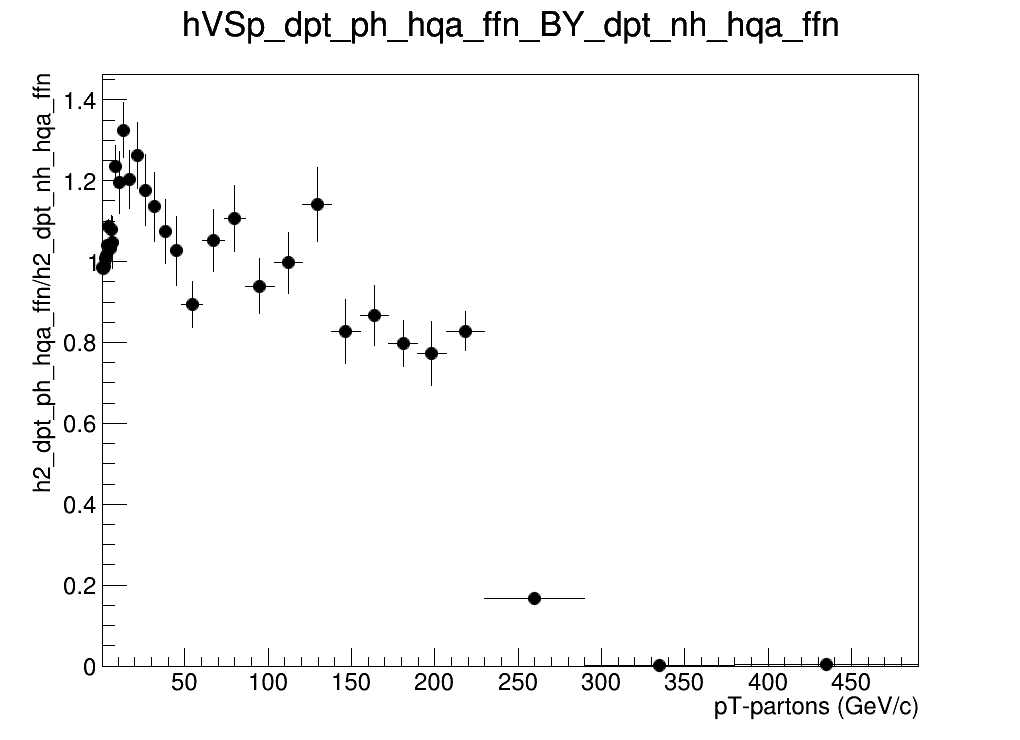 hVSp_dpt_ph_hqa_ffn_BY_dpt_nh_hqa_ffn
h2_dpt_ph_hqa_ffn/h2_dpt_nh_hqa_ffn
1.4
1.2
1
0.8
0.6
0.4
0.2
0
50 100 150 200 250 300 350 400 450
pT-partons (GeV/c)